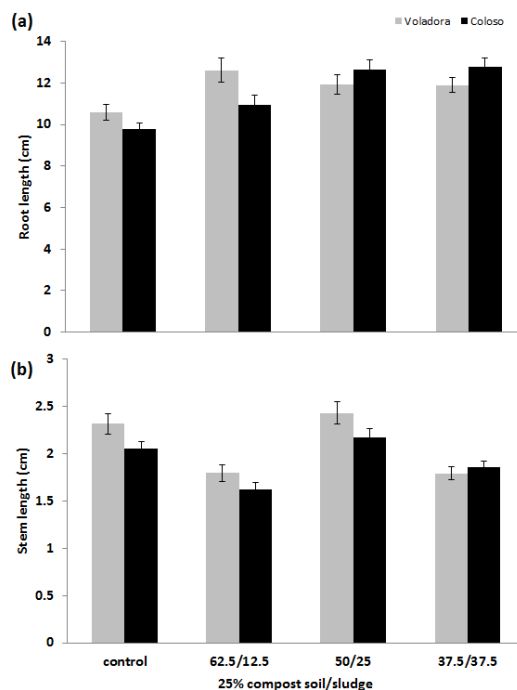 (a)
Voladora Coloso
14
12
10
8
6
4
2
0
Root length (cm)
(b)
3
2.5
2
1.5
1
0.5
0
Stem length (cm)
control 62.5/12.5 50/25 37.5/37.5
25% compost soil/sludge